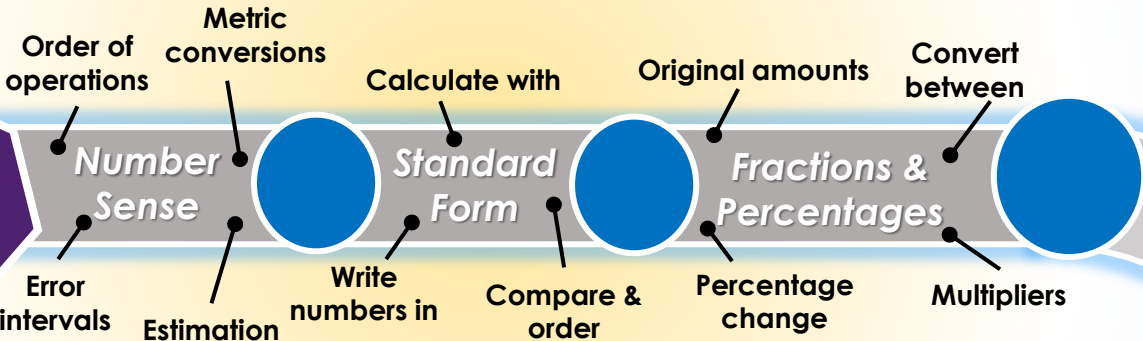 Order of
operations
Metric
conversions
Calculate with
Original amounts
Convert
between
Number
Sense
Standard
Form
Fractions &
Percentages
Error
intervals
Estimation
Write
numbers in
Compare &
order
Percentage
change
Multipliers